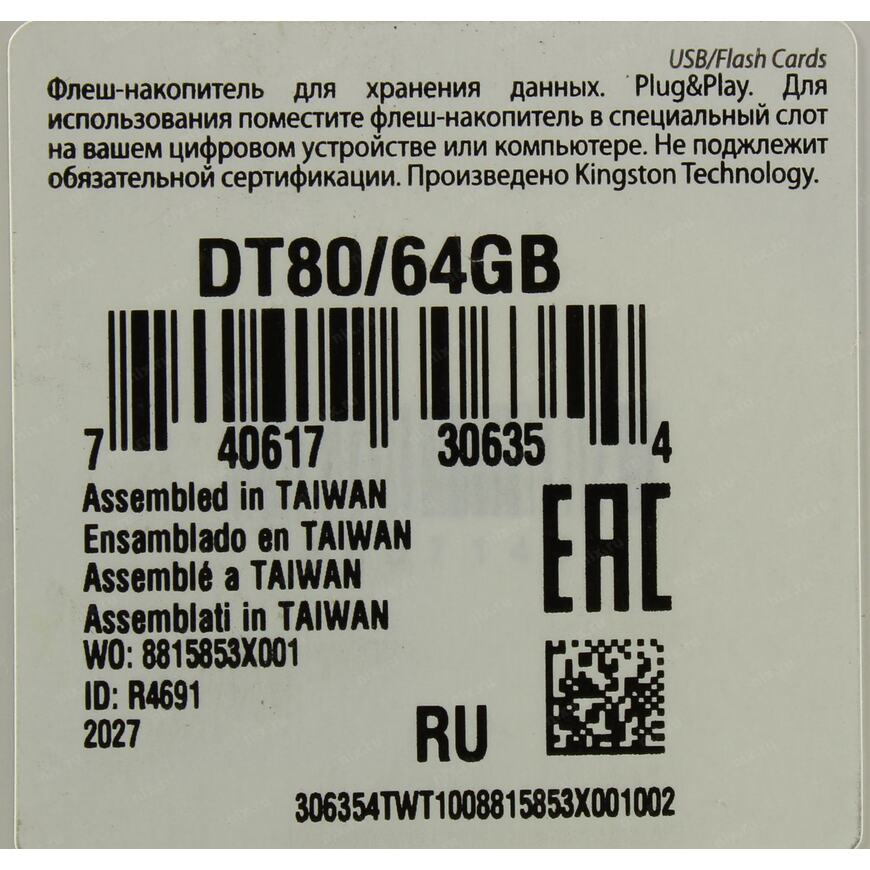 USB/Flash Cards
Флеш-накопитель для хранения данных. Plug&Play. Для
использования поместите флеш-накопитель в специальный слот
на вашем цифровом устройстве или компьютере. Не поджлежит
обязательной сертификации. Произведено Kingston Technology.
DT80/64GB
7 40617 30635 4
Assembled in TAIWAN
Ensamblado en TAIWAN
Assemblé a TAIWAN
Assemblati in TAIWAN
WO: 8815853X001
ID: R4691
2027
EAC
RU
306354TWT1008815853X001002